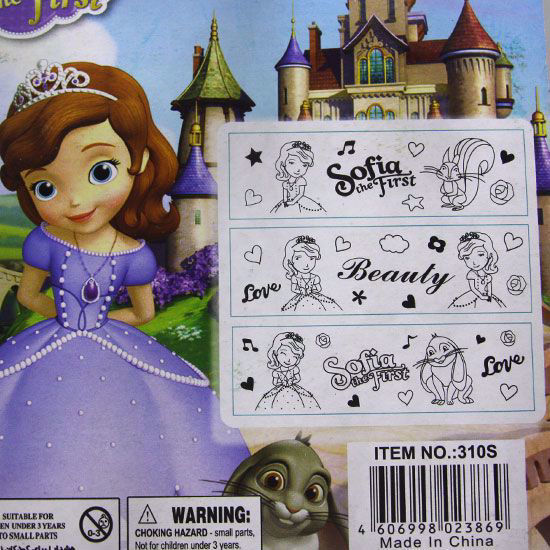 the First
Sofia
the First
Love
Beauty
Sofia
the First
Love
ITEM NO.:310S
4 606998 023869
Made In China
SUITABLE FOR
EN UNDER 3 YEARS
TO SMALL PARTS
0-3
WARNING:
CHOKING HAZARD - small parts,
Not for children under 3 years.